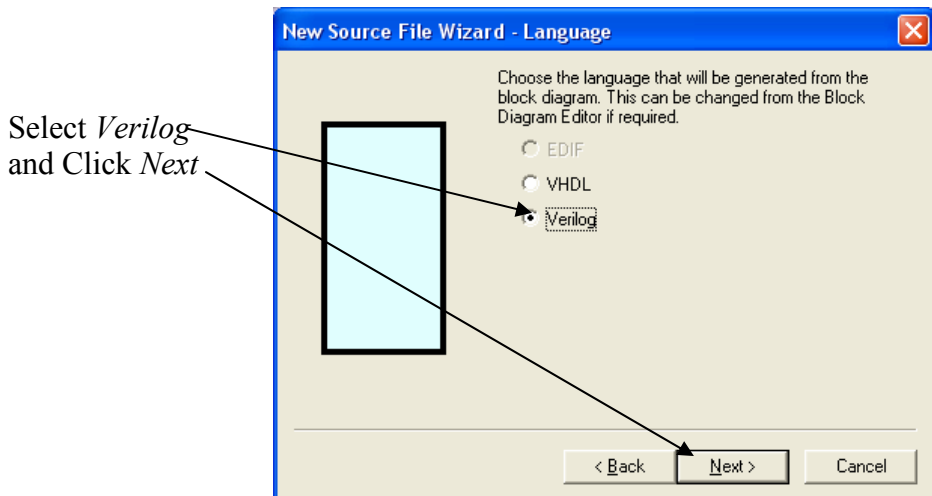 New Source File Wizard - Language
Choose the language that will be generated from the
block diagram. This can be changed from the Block
Diagram Editor if required.
Select Verilog
and Click Next
EDIF
VHDL
Verilog
< Back
Next >
Cancel